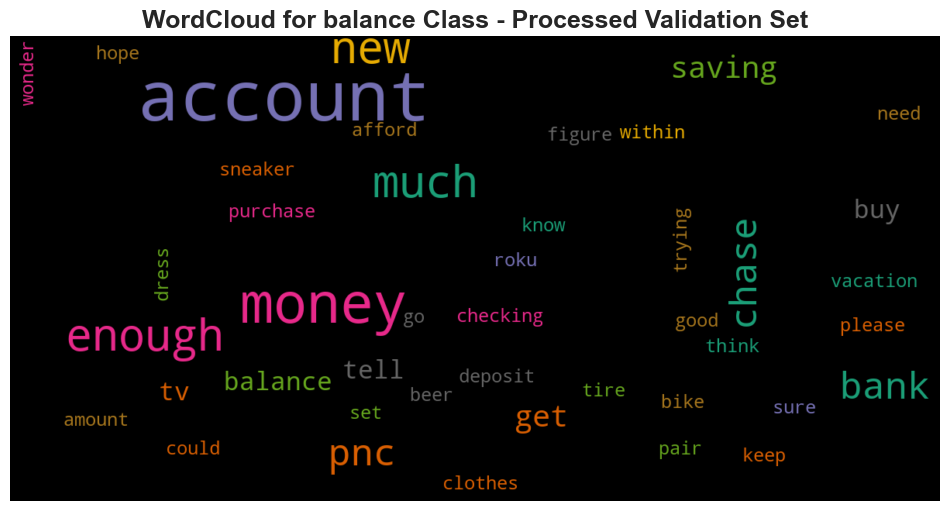 WordCloud for balance Class - Processed Validation Set
wonder
hope
new
saving
account
need
afford
figure
within
sneaker
much
purchase
buy
know
trying
chase
dress
roku
vacation
money
go
checking
good
please
enough
think
tell
balance
deposit
bank
tv
beer
tire
bike
sure
amount
set
get
could
pnc
pair
keep
clothes